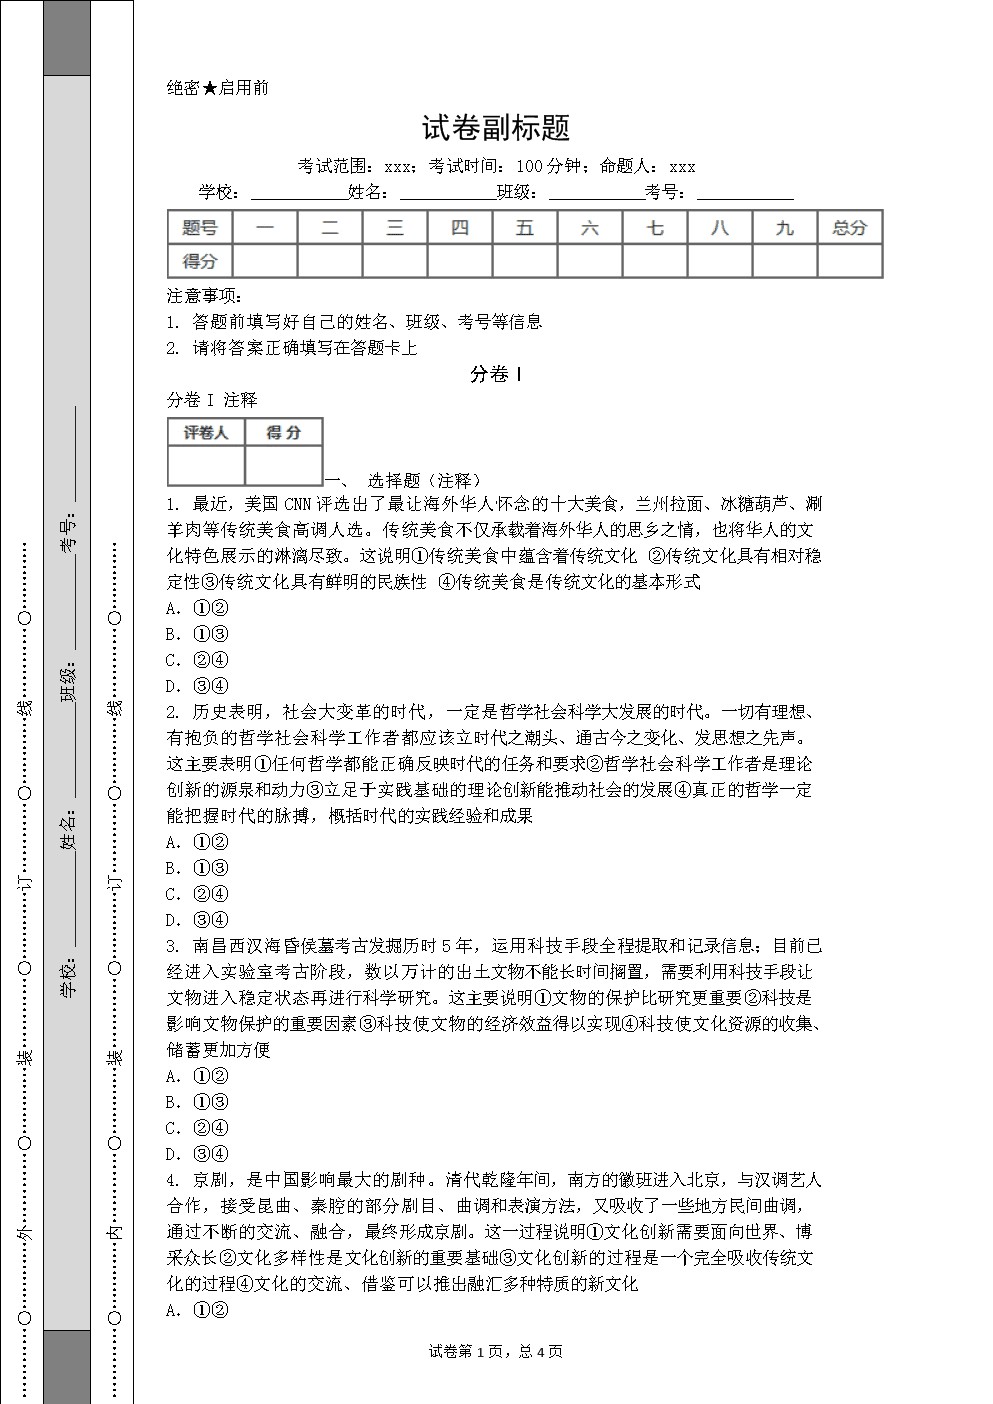 绝密★启用前
试卷副标题
考试范围：xxx；考试时间：100分钟；命题人：xxx
学校：___________姓名：___________班级：___________考号：___________
题号 一 二 三 四 五 六 七 八 九 总分
得分
注意事项：
1. 答题前填写好自己的姓名、班级、考号等信息
2. 请将答案正确填写在答题卡上
分卷I
分卷I 注释
评卷人 得 分
一、 选择题（注释）
1. 最近，美国CNN评选出了最让海外华人怀念的十大美食，兰州拉面、冰糖葫芦、涮
羊肉等传统美食高调人选。传统美食不仅承载着海外华人的思乡之情，也将华人的文
化特色展示的淋漓尽致。这说明①传统美食中蕴含着传统文化 ②传统文化具有相对稳
定性③传统文化具有鲜明的民族性 ④传统美食是传统文化的基本形式
A. ①②
B. ①③
C. ②④
D. ③④
2. 历史表明，社会大变革的时代，一定是哲学社会科学大发展的时代。一切有理想、
有抱负的哲学社会科学工作者都应该立时代之潮头、通古今之变化、发思想之先声。
这主要表明①任何哲学都能正确反映时代的任务和要求②哲学社会科学工作者是理论
创新的源泉和动力③立足于实践基础的理论创新能推动社会的发展④真正的哲学一定
能把握时代的脉搏，概括时代的实践经验和成果
A. ①②
B. ①③
C. ②④
D. ③④
3. 南昌西汉海昏侯墓考古发掘历时5年，运用科技手段全程提取和记录信息；目前已
经进入实验室考古阶段，数以万计的出土文物不能长时间搁置，需要利用科技手段让
文物进入稳定状态再进行科学研究。这主要说明①文物的保护比研究更重要②科技是
影响文物保护的重要因素③科技使文物的经济效益得以实现④科技使文化资源的收集、
储蓄更加方便
A. ①②
B. ①③
C. ②④
D. ③④
4. 京剧，是中国影响最大的剧种。清代乾隆年间，南方的徽班进入北京，与汉调艺人
合作，接受昆曲、秦腔的部分剧目、曲调和表演方法，又吸收了一些地方民间曲调，
通过不断的交流、融合，最终形成京剧。这一过程说明①文化创新需要面向世界、博
采众长②文化多样性是文化创新的重要基础③文化创新的过程是一个完全吸收传统文
化的过程④文化的交流、借鉴可以推出融汇多种特质的新文化
A. ①②
试卷第1页，总4页
…………○…………外…………○…………装…………○…………订…………○…………线…………○…………
学校：___________姓名：___________班级：___________考号：___________
…………○…………内…………○…………装…………○…………订…………○…………线…………○…………